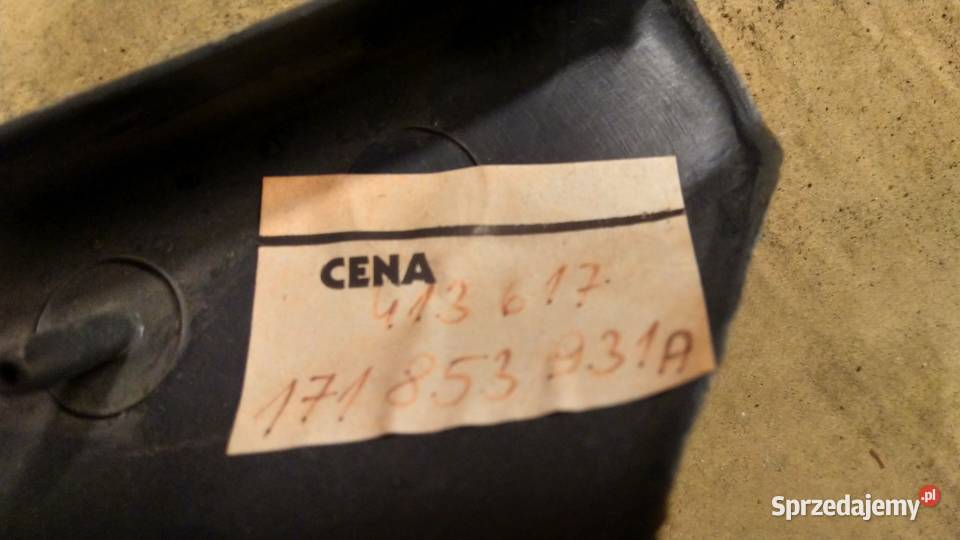 CENA
413 617
171 853 931A
Sprzedajemy.pl